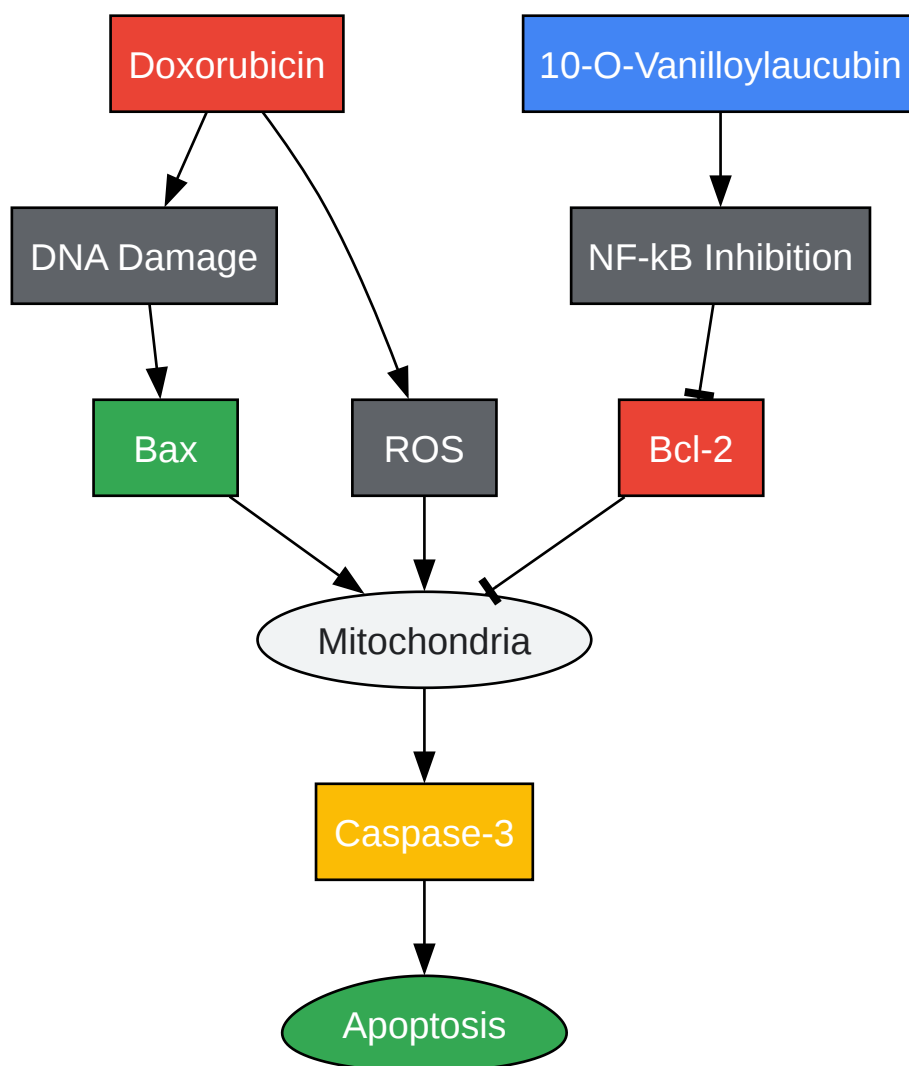 Doxorubicin
10-O-Vanilloylaucubin
DNA Damage
NF-kB Inhibition
Bax
ROS
Bcl-2
Mitochondria
Caspase-3
Apoptosis